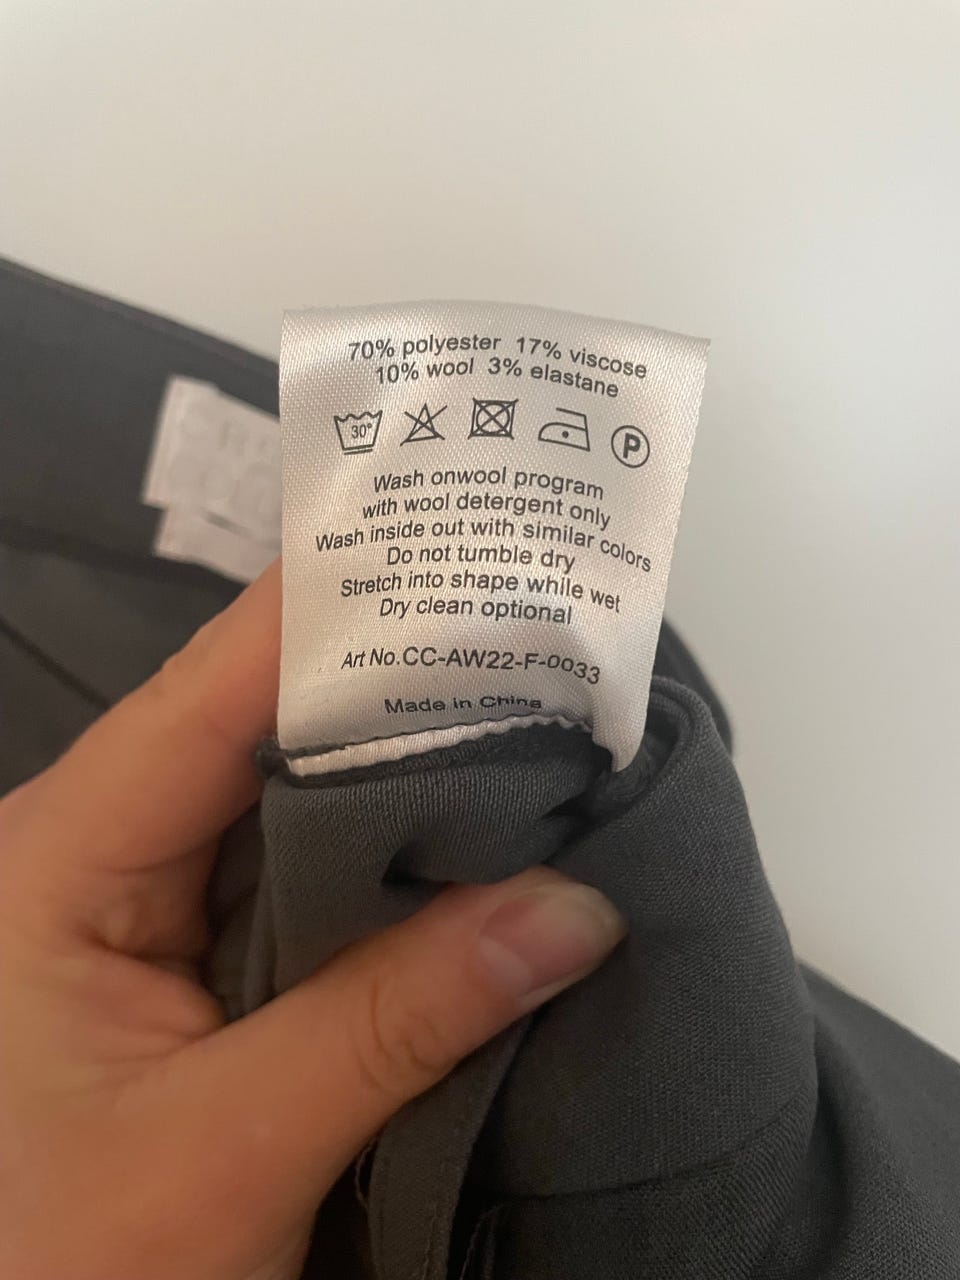 70% polyester 17% viscose
10% wool 3% elastane
30°
P
Wash onwool program
with wool detergent only
Wash inside out with similar colors
Do not tumble dry
Stretch into shape while wet
Dry clean optional
Art No.CC-AW22-F-0033
Made in China